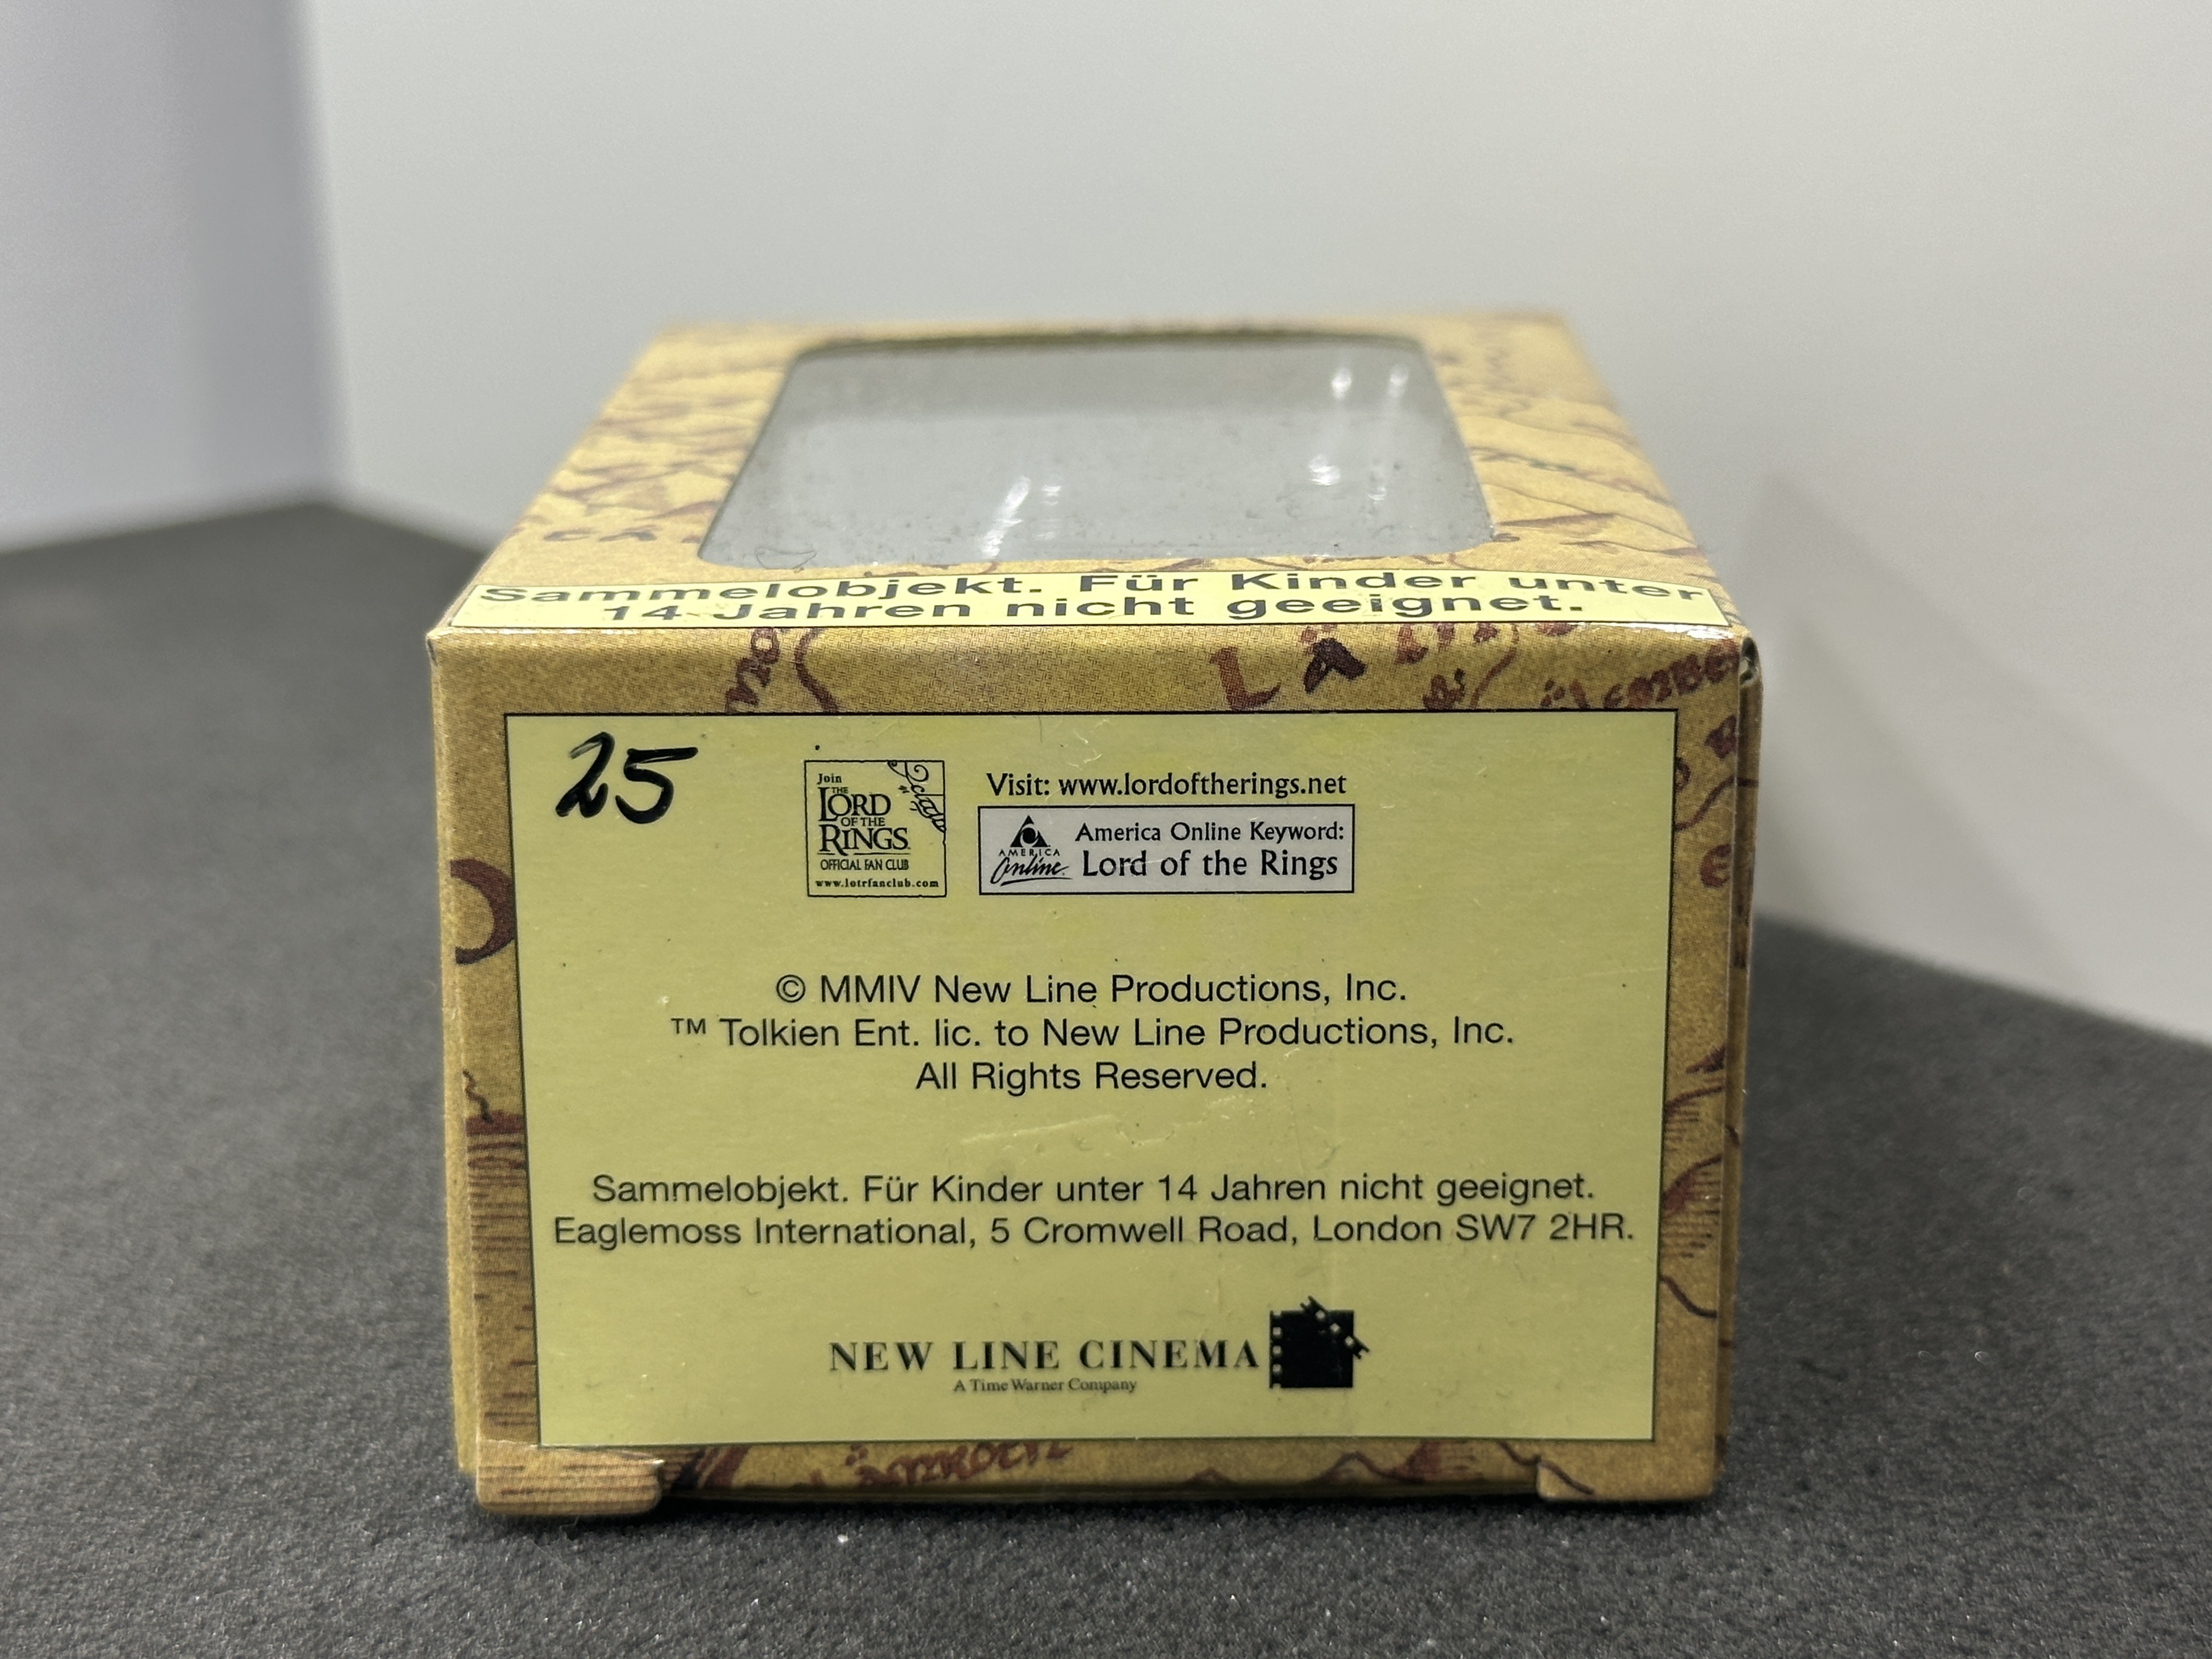 Sammelobjekt. Für Kinder unter
14 Jahren nicht geeignet.
25
Join
THE
LORD
OF THE
RINGS
OFFICIAL FAN CLUB
www.lotrfanclub.com
Visit: www.lordoftherings.net
AMERICA
Online
America Online Keyword:
Lord of the Rings
© MMIV New Line Productions, Inc.
™ Tolkien Ent. lic. to New Line Productions, Inc.
All Rights Reserved.
Sammelobjekt. Für Kinder unter 14 Jahren nicht geeignet.
Eaglemoss International, 5 Cromwell Road, London SW7 2HR.
NEW LINE CINEMA
A Time Warner Company